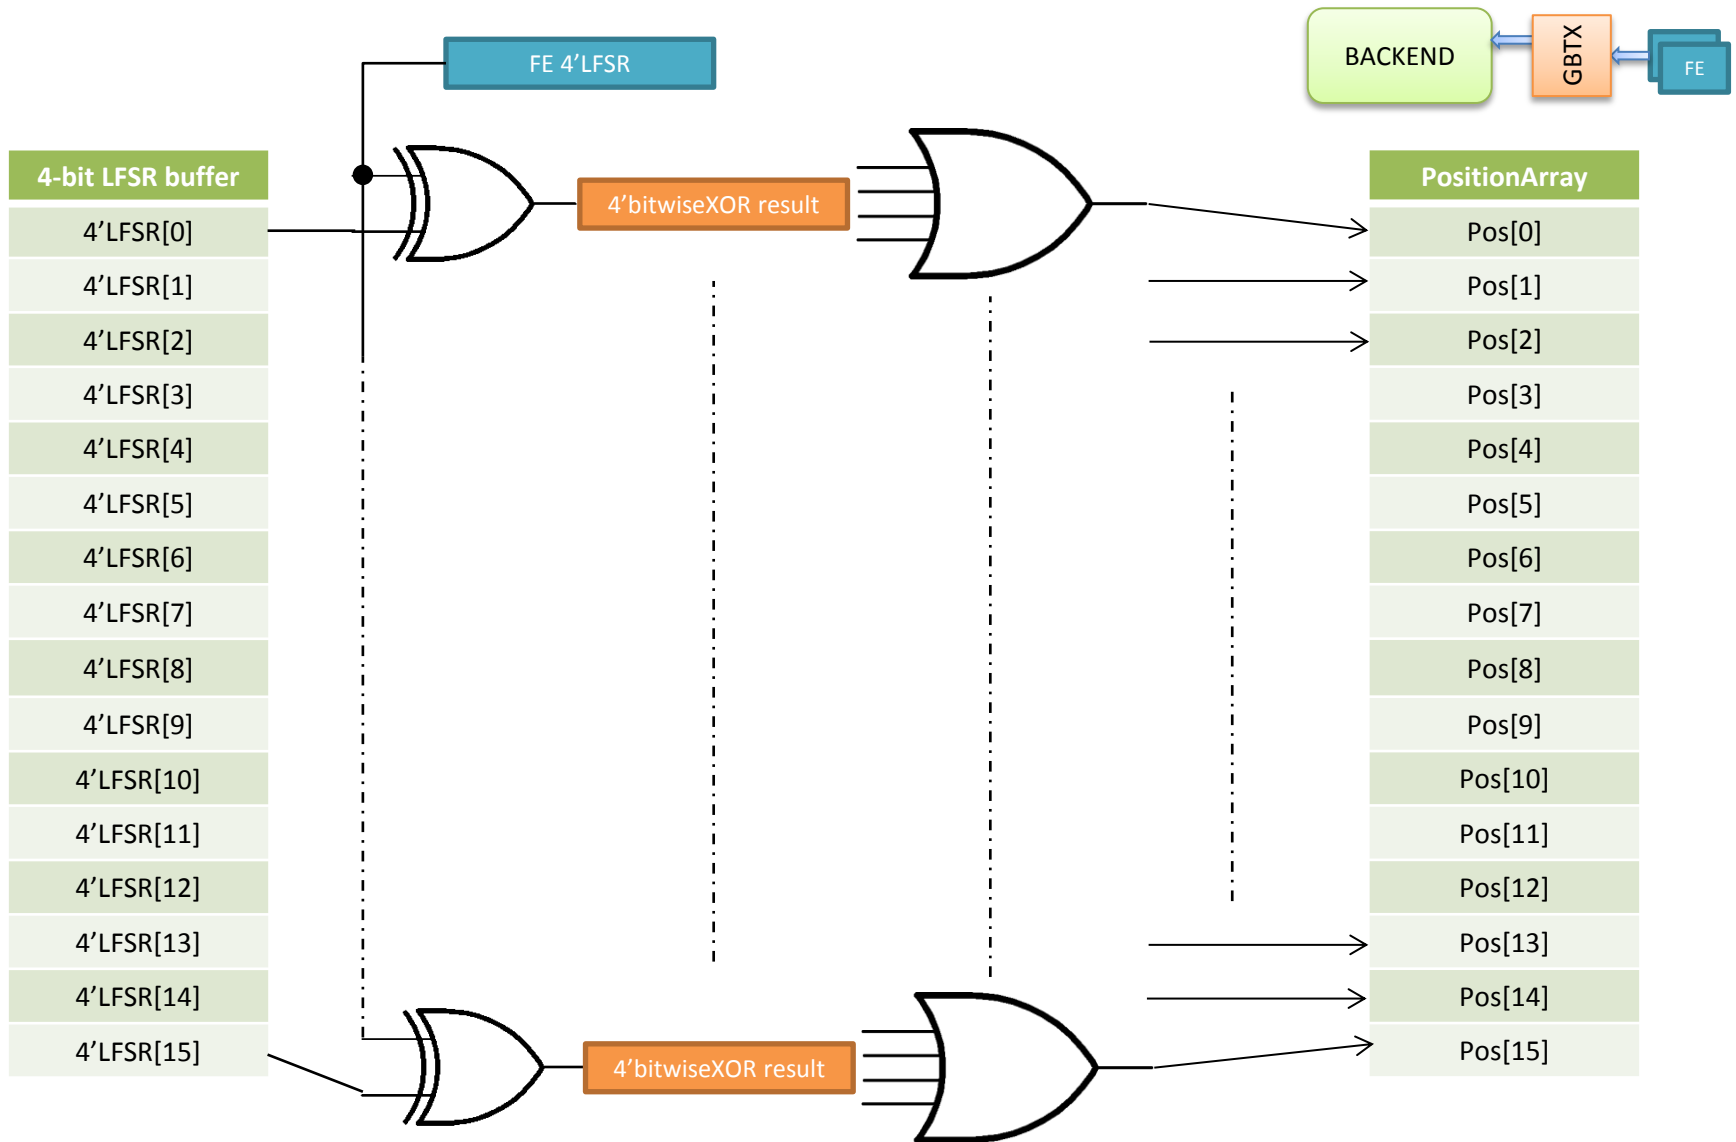 FE 4’LFSR
BACKEND
GBTX
FE
4-bit LFSR buffer
4’LFSR[0]
4’LFSR[1]
4’LFSR[2]
4’LFSR[3]
4’LFSR[4]
4’LFSR[5]
4’LFSR[6]
4’LFSR[7]
4’LFSR[8]
4’LFSR[9]
4’LFSR[10]
4’LFSR[11]
4’LFSR[12]
4’LFSR[13]
4’LFSR[14]
4’LFSR[15]
4’bitwiseXOR result
4’bitwiseXOR result
PositionArray
Pos[0]
Pos[1]
Pos[2]
Pos[3]
Pos[4]
Pos[5]
Pos[6]
Pos[7]
Pos[8]
Pos[9]
Pos[10]
Pos[11]
Pos[12]
Pos[13]
Pos[14]
Pos[15]